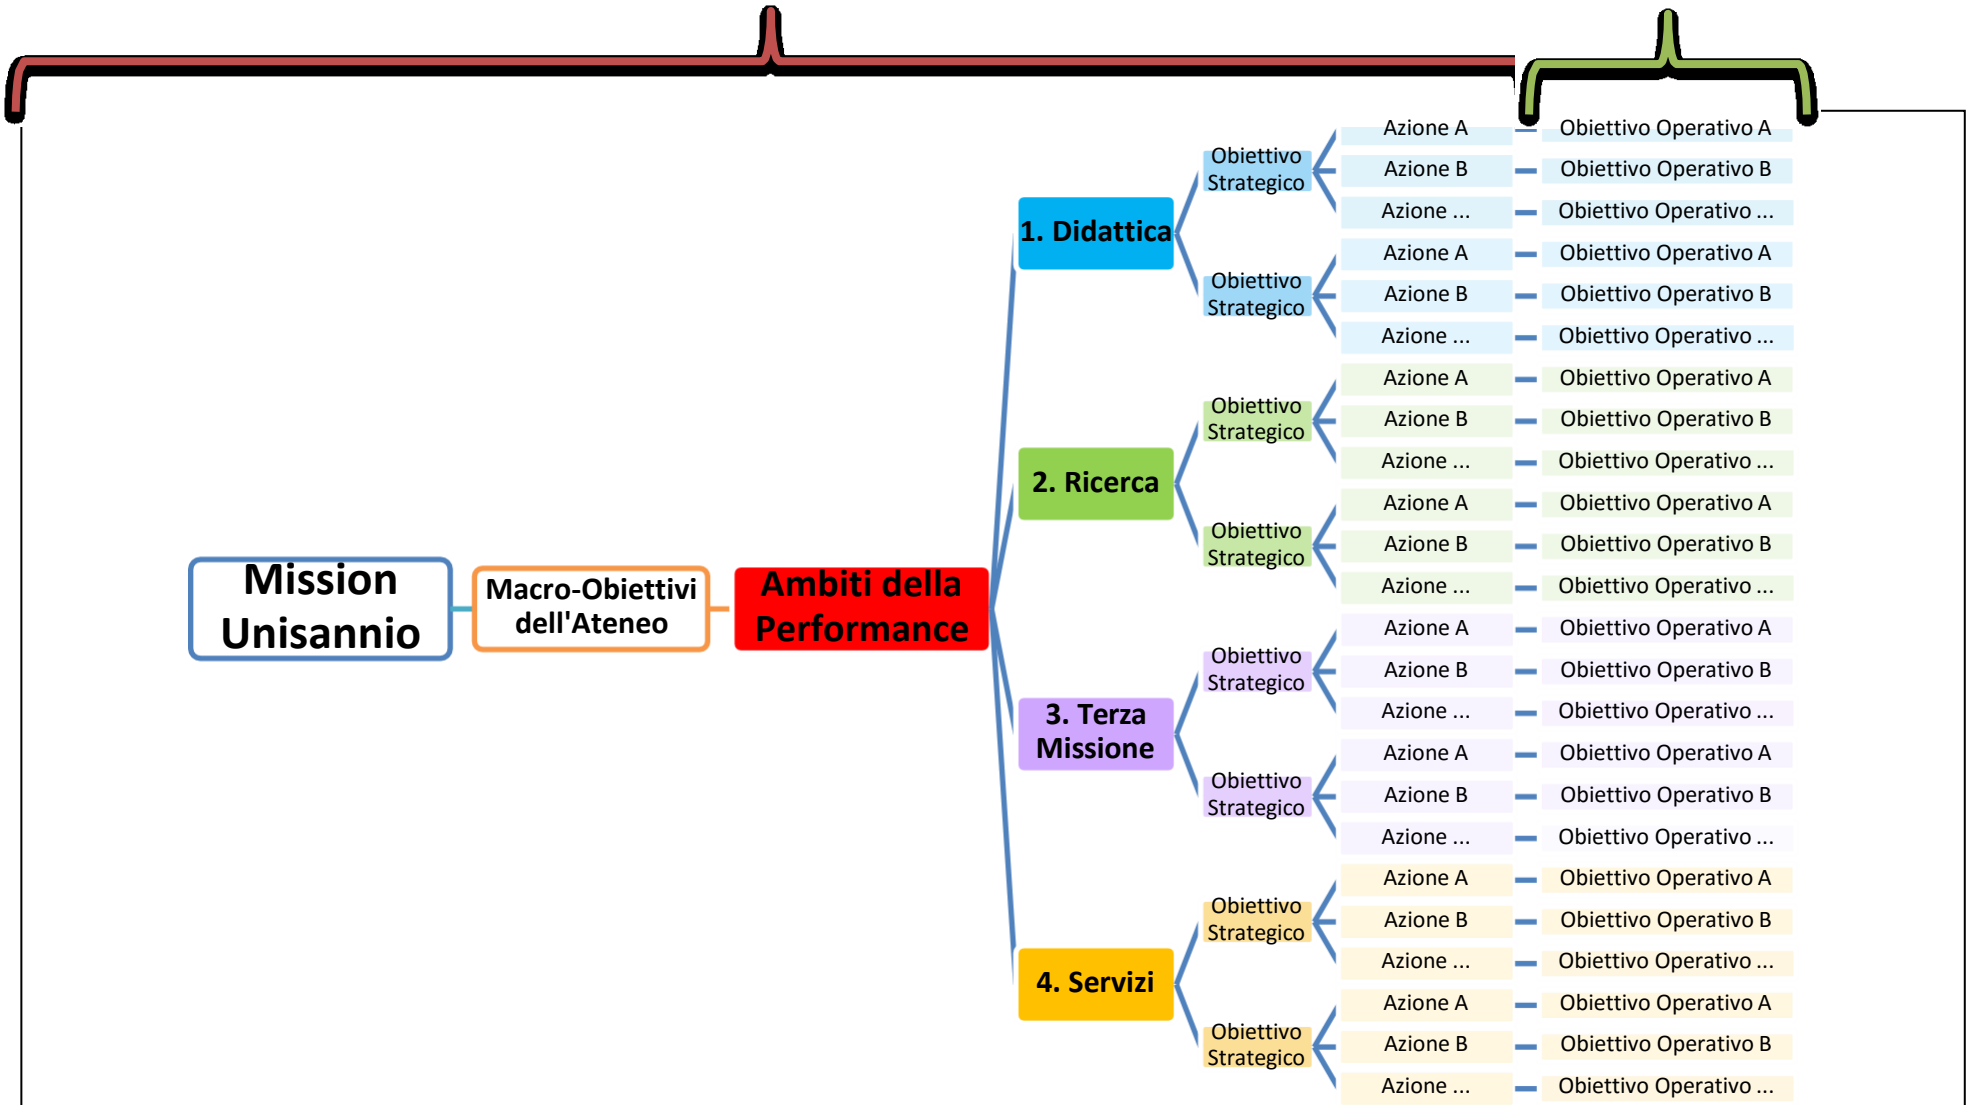 Mission
Unisannio
Macro-Obiettivi
dell'Ateneo
Ambiti della
Performance
1. Didattica
Obiettivo
Strategico
Azione A
Obiettivo Operativo A
Azione B
Obiettivo Operativo B
Azione ...
Obiettivo Operativo ...
Obiettivo
Strategico
Azione A
Obiettivo Operativo A
Azione B
Obiettivo Operativo B
Azione ...
Obiettivo Operativo ...
2. Ricerca
Obiettivo
Strategico
Azione A
Obiettivo Operativo A
Azione B
Obiettivo Operativo B
Azione ...
Obiettivo Operativo ...
Obiettivo
Strategico
Azione A
Obiettivo Operativo A
Azione B
Obiettivo Operativo B
Azione ...
Obiettivo Operativo ...
3. Terza
Missione
Obiettivo
Strategico
Azione A
Obiettivo Operativo A
Azione B
Obiettivo Operativo B
Azione ...
Obiettivo Operativo ...
Obiettivo
Strategico
Azione A
Obiettivo Operativo A
Azione B
Obiettivo Operativo B
Azione ...
Obiettivo Operativo ...
4. Servizi
Obiettivo
Strategico
Azione A
Obiettivo Operativo A
Azione B
Obiettivo Operativo B
Azione ...
Obiettivo Operativo ...
Obiettivo
Strategico
Azione A
Obiettivo Operativo A
Azione B
Obiettivo Operativo B
Azione ...
Obiettivo Operativo ...